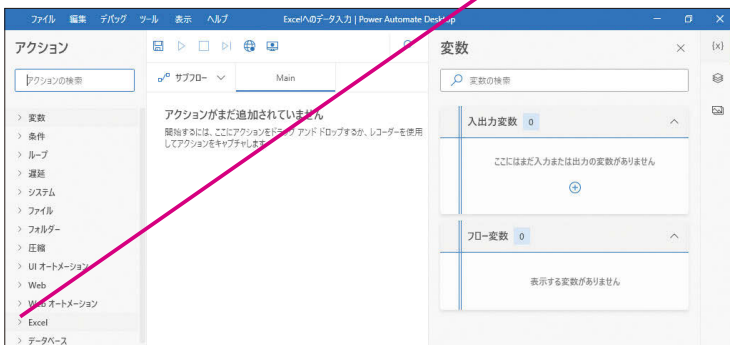 ファイル 編集 デバッグ ツール 表示 ヘルプ Excelへのデータ入力 | Power Automate Desktop
アクション
アクションの検索
> 変数
> 条件
> ループ
> 遅延
> システム
> ファイル
> フォルダー
> 圧縮
> UI オートメーション
> Web
> Web オートメーション
> Excel
> データベース
サブフロー
Main
アクションがまだ追加されていません
開始するには、ここにアクションをドラッグ アンド ドロップするか、レコーダーを使用
してアクションをキャプチャします
変数
{x}
変数の検索
入出力変数 0
ここにはまだ入力または出力の変数がありません
フロー変数 0
表示する変数がありません